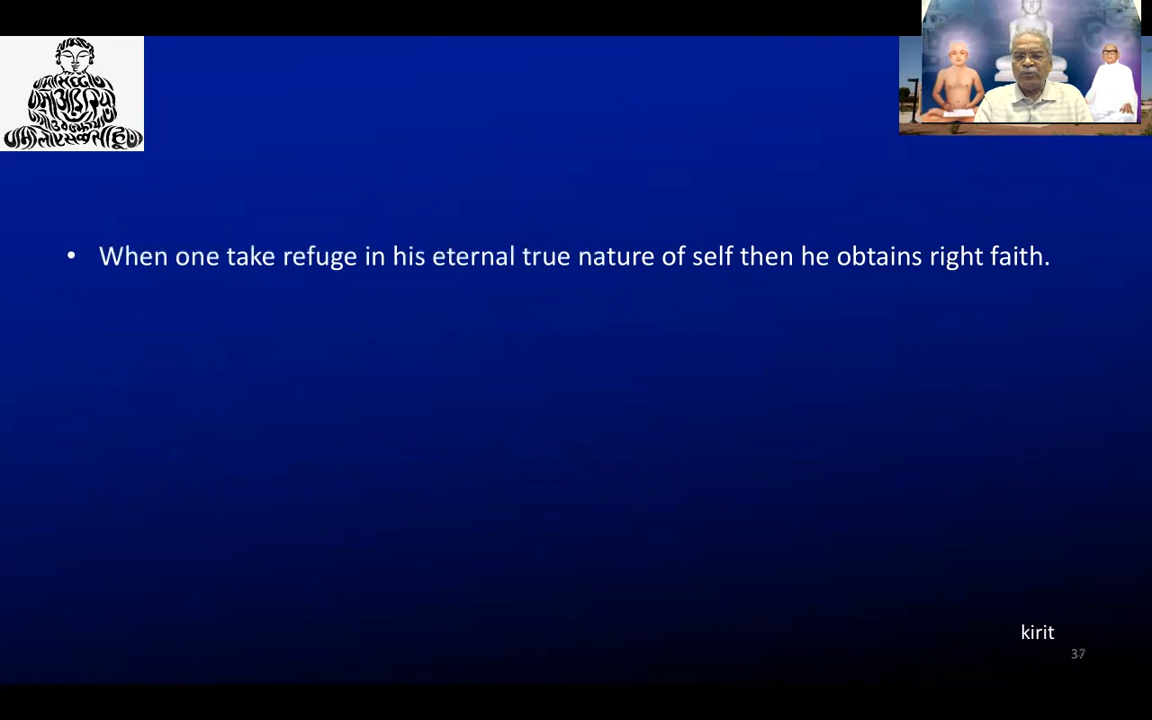 • When one take refuge in his eternal true nature of self then he obtains right faith.
kirit
37